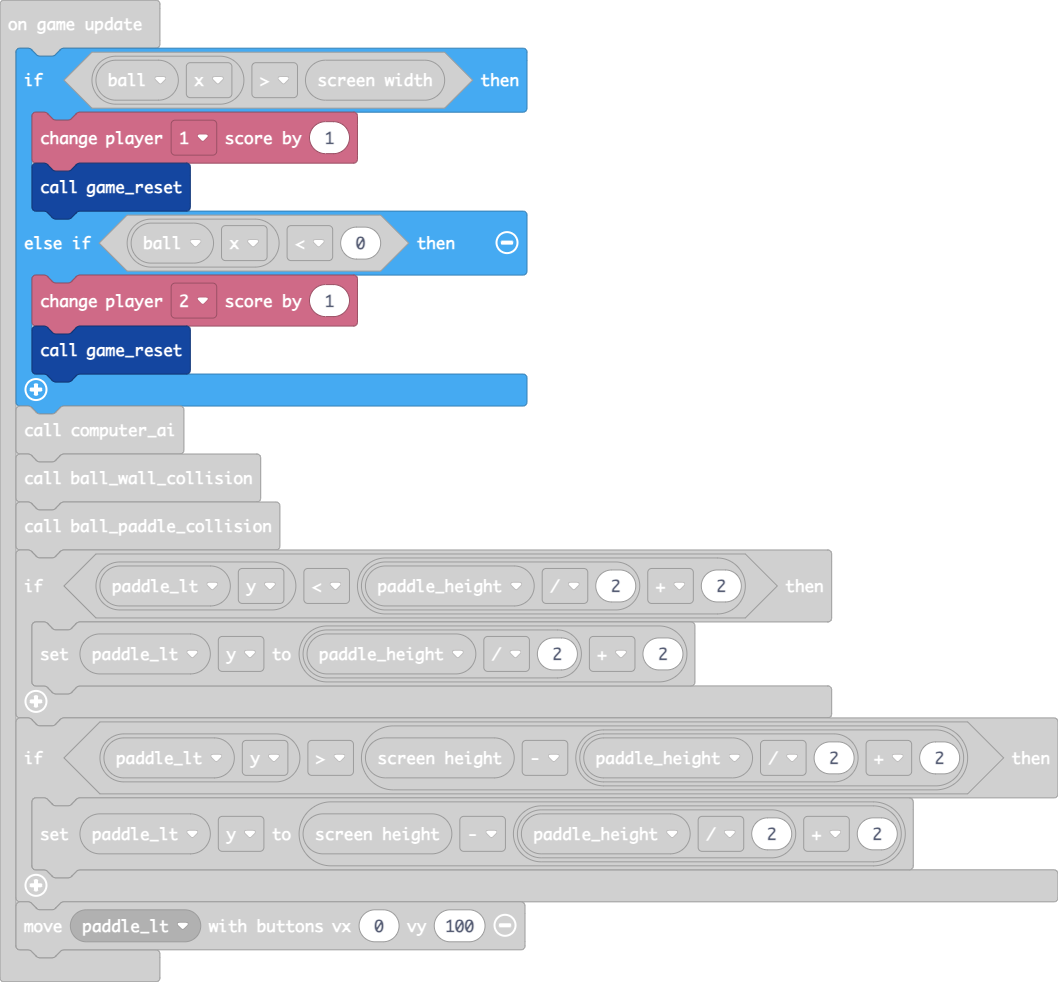 on game update
if ball x > screen width then
change player 1 score by 1
call game_reset
else if ball x < 0 then
change player 2 score by 1
call game_reset
call computer_ai
call ball_wall_collision
call ball_paddle_collision
if paddle_lt y < paddle_height / 2 + 2 then
set paddle_lt y to paddle_height / 2 + 2
if paddle_lt y > screen height - paddle_height / 2 + 2 then
set paddle_lt y to screen height - paddle_height / 2 + 2
move paddle_lt with buttons vx 0 vy 100